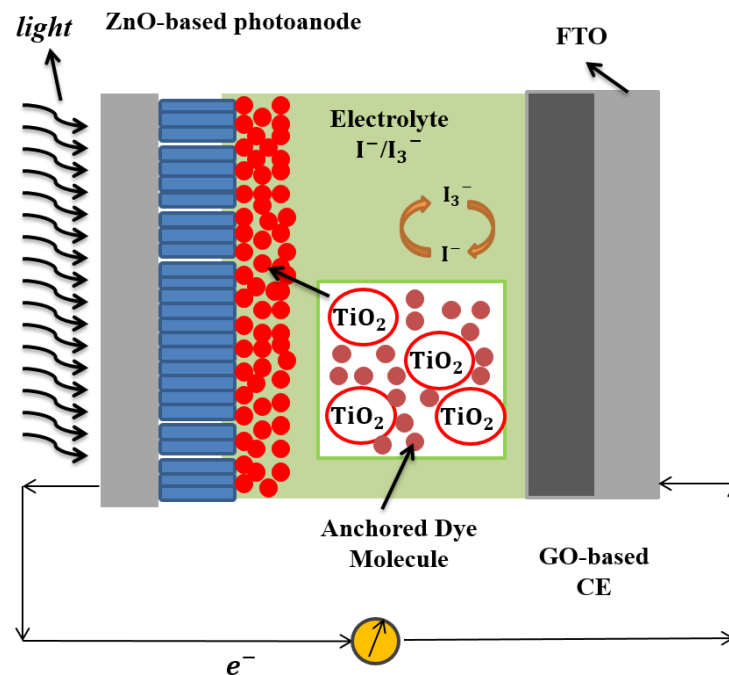 light
ZnO-based photoanode
FTO
Electrolyte
I⁻/I₃⁻
I₃⁻
I⁻
TiO₂
TiO₂
TiO₂
TiO₂
Anchored Dye
Molecule
GO-based
CE
e⁻